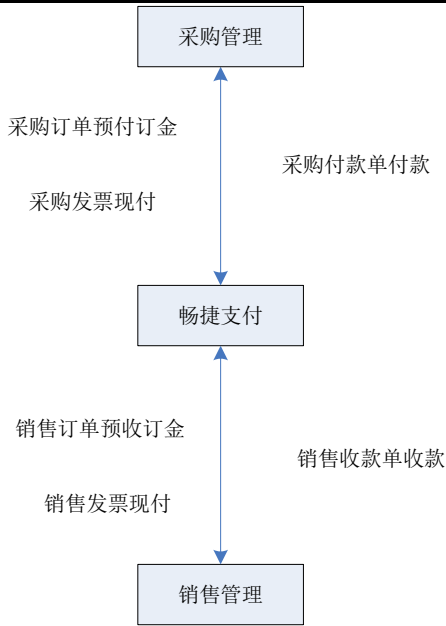 采购管理
采购订单预付订金
采购付款单付款
采购发票现付
畅捷支付
销售订单预收订金
销售收款单收款
销售发票现付
销售管理